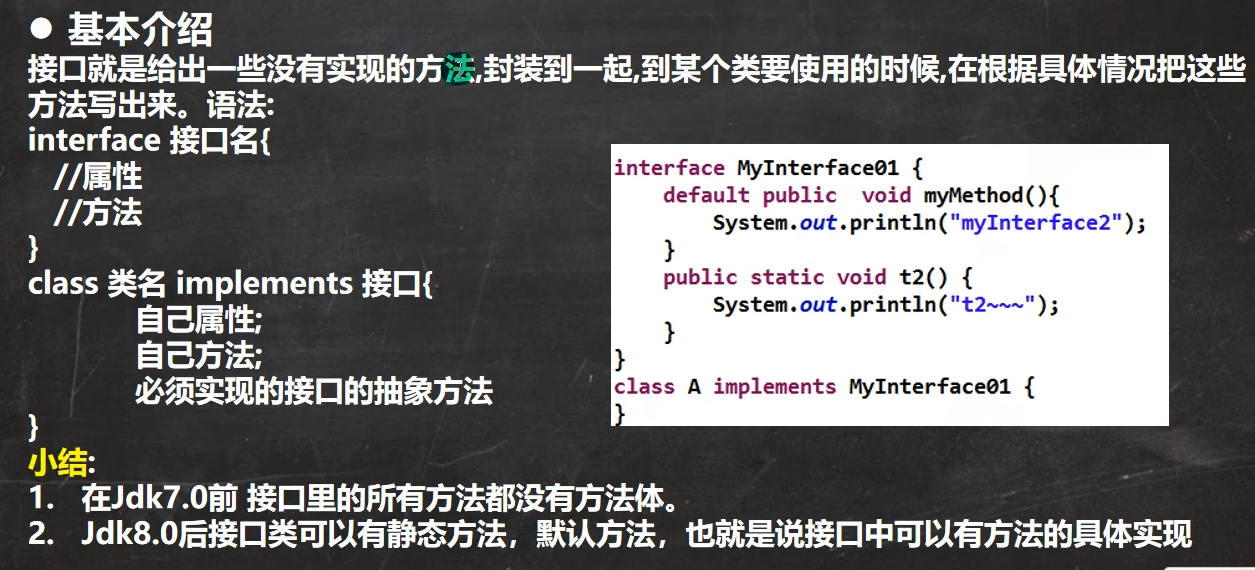 ● 基本介绍
接口就是给出一些没有实现的方法,封装到一起,到某个类要使用的时候,在根据具体情况把这些
方法写出来。语法:
interface 接口名{
//属性
//方法
}
class 类名 implements 接口{
自己属性;
自己方法;
必须实现的接口的抽象方法
}
小结:
1. 在Jdk7.0前 接口里的所有方法都没有方法体。
2. Jdk8.0后接口类可以有静态方法，默认方法，也就是说接口中可以有方法的具体实现
interface MyInterface01 {
default public void myMethod(){
System.out.println("myInterface2");
}
public static void t2() {
System.out.println("t2~~~");
}
}
class A implements MyInterface01 {
}